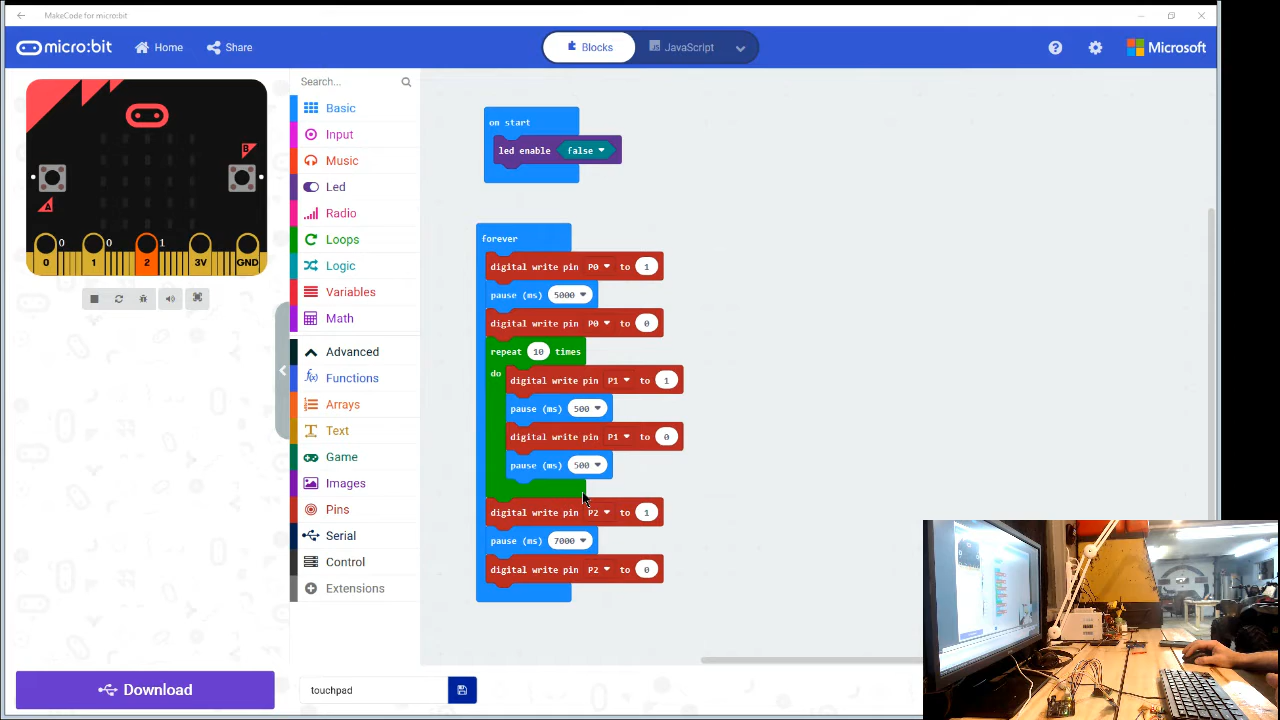 MakeCode for micro:bit
micro:bit
Home
Share
Blocks
JavaScript
Microsoft
Search...
Basic
Input
Music
Led
Radio
Loops
Logic
Variables
Math
Advanced
Functions
Arrays
Text
Game
Images
Pins
Serial
Control
Extensions
A
B
0 0 1
0 1 2 3V GND
on start
led enable false
forever
digital write pin P0 to 1
pause (ms) 5000
digital write pin P0 to 0
repeat 10 times
do
digital write pin P1 to 1
pause (ms) 500
digital write pin P1 to 0
pause (ms) 500
digital write pin P2 to 1
pause (ms) 7000
digital write pin P2 to 0
Download
touchpad